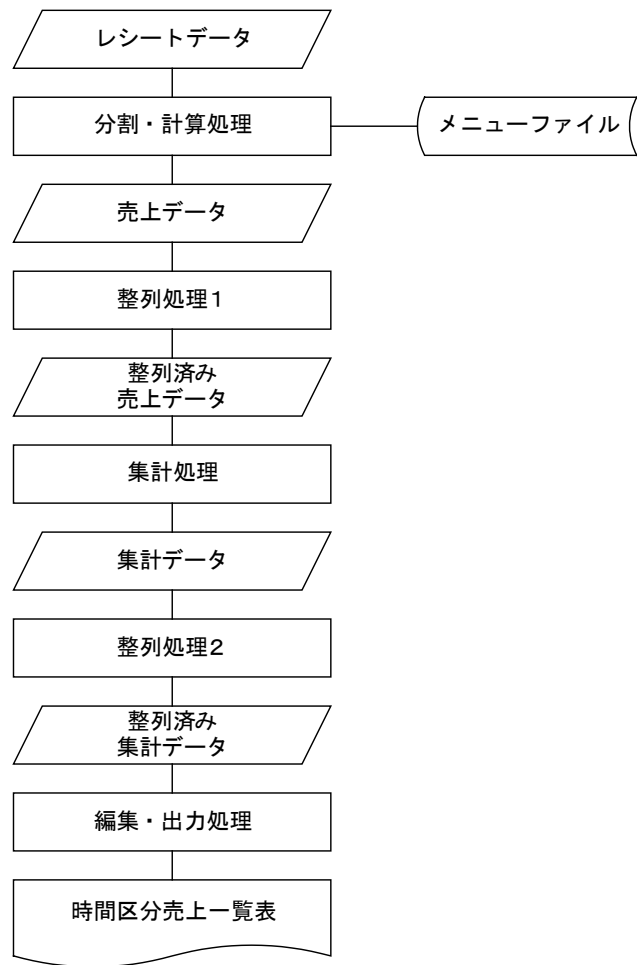 レシートデータ
分割・計算処理
メニューファイル
売上データ
整列処理１
整列済み
売上データ
集計処理
集計データ
整列処理２
整列済み
集計データ
編集・出力処理
時間区分売上一覧表